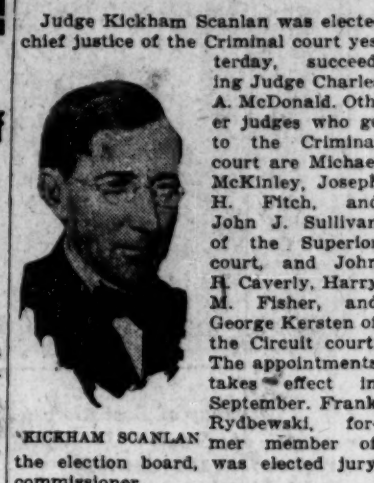 Judge Kickham Scanlan was electe
chief justice of the Criminal court yes
terday, succeed
ing Judge Charle
A. McDonald. Oth
er judges who g
to the Crimina
court are Michae
McKinley, Joseph
H. Fitch, and
John J. Sullivan
of the Superior
court, and John
R. Caverly, Harry
M. Fisher, and
George Kersten of
the Circuit court
The appointments
takes effect in
September. Frank
Rydbewski, for-
KICKHAM SCANLAN
mer member of
the election board, was elected jury
commissioner.